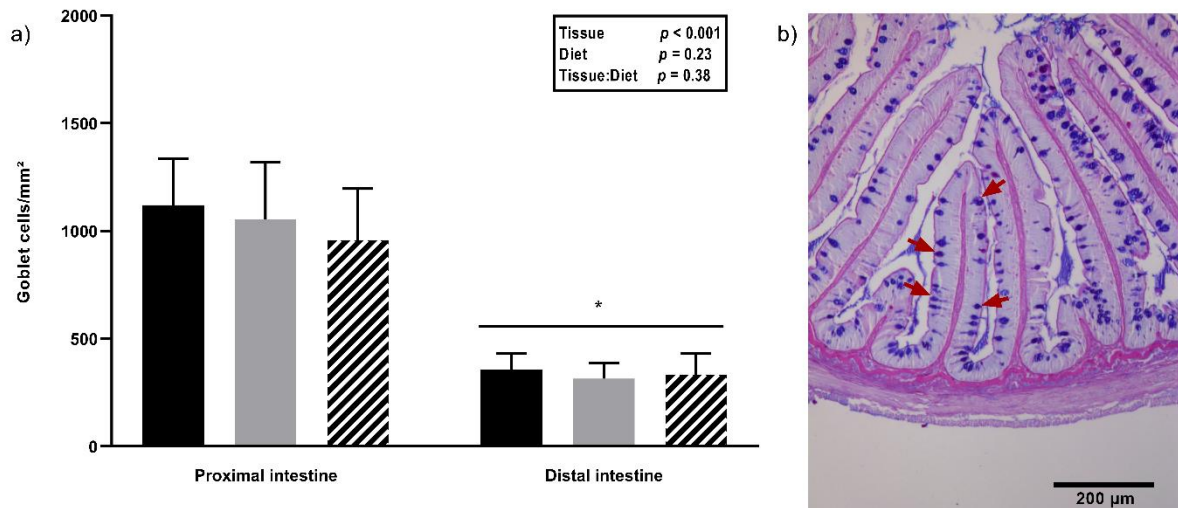 a)
2000
1500
1000
500
0
Goblet cells/mm²
Tissue p < 0.001
Diet p = 0.23
Tissue:Diet p = 0.38
*
Proximal intestine
Distal intestine
b)
200 µm